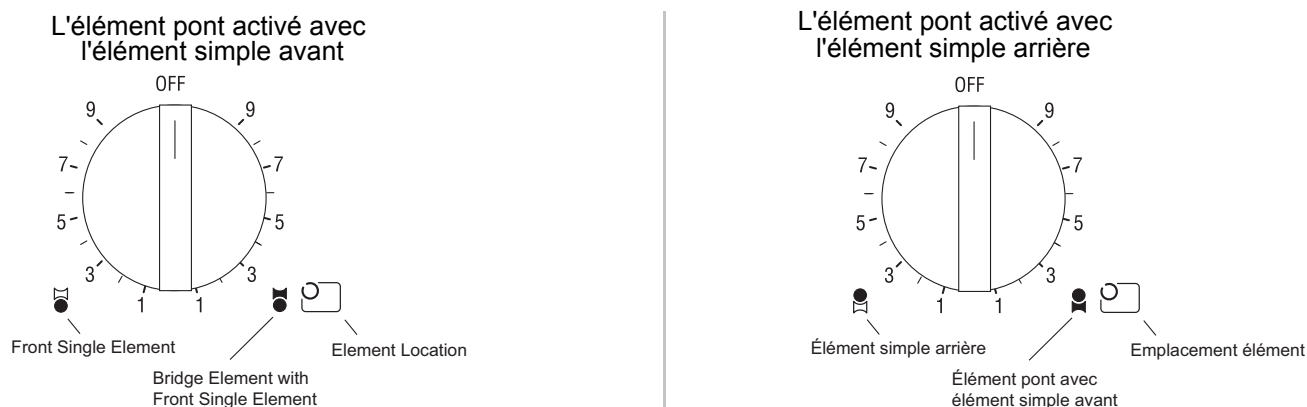 L'élément pont activé avec
l'élément simple avant
OFF
9 9
7 7
5 5
3 3
1 1
Front Single Element
Element Location
Bridge Element with
Front Single Element
L'élément pont activé avec
l'élément simple arrière
OFF
9 9
7 7
5 5
3 3
1 1
Élément simple arrière
Emplacement élément
Élément pont avec
élément simple avant